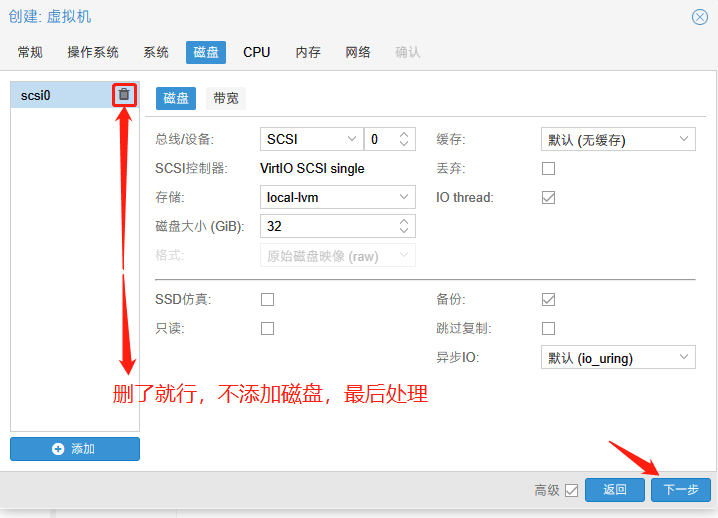 创建: 虚拟机
常规 操作系统 系统 磁盘 CPU 内存 网络 确认
scsi0
磁盘 带宽
总线/设备: SCSI 0 缓存: 默认 (无缓存)
SCSI控制器: VirtIO SCSI single 丢弃:
存储: local-lvm IO thread:
磁盘大小 (GiB): 32
格式: 原始磁盘映像 (raw)
SSD仿真: 备份:
只读: 跳过复制:
异步IO: 默认 (io_uring)
删了就行，不添加磁盘，最后处理
添加
高级 返回 下一步